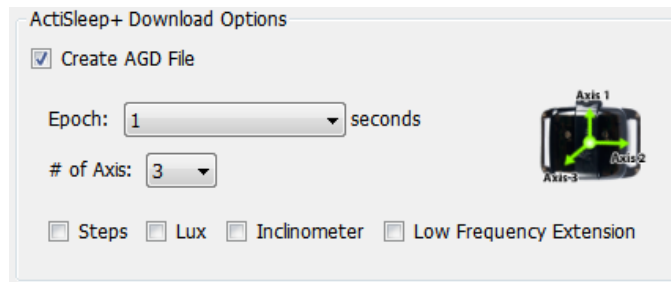 ActiSleep+ Download Options
Create AGD File
Epoch: 1 seconds
Axis 1
# of Axis: 3
Axis 2
Axis 3
Steps Lux Inclinometer Low Frequency Extension